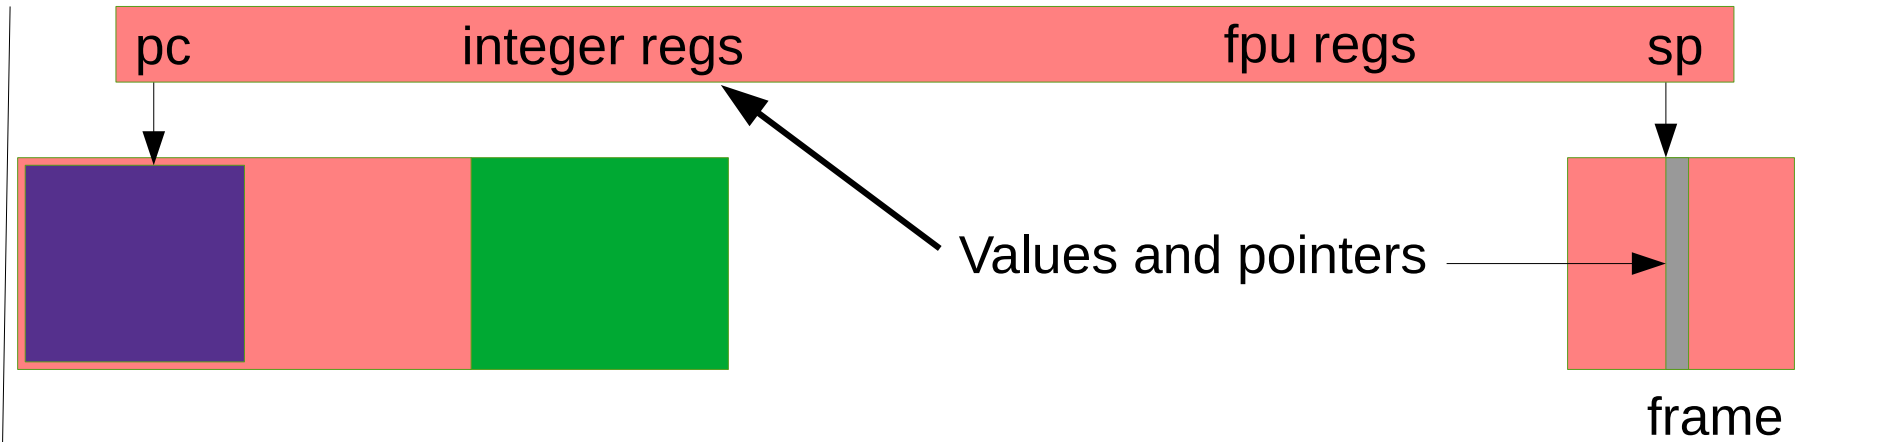 pc integer regs fpu regs sp
Values and pointers
frame